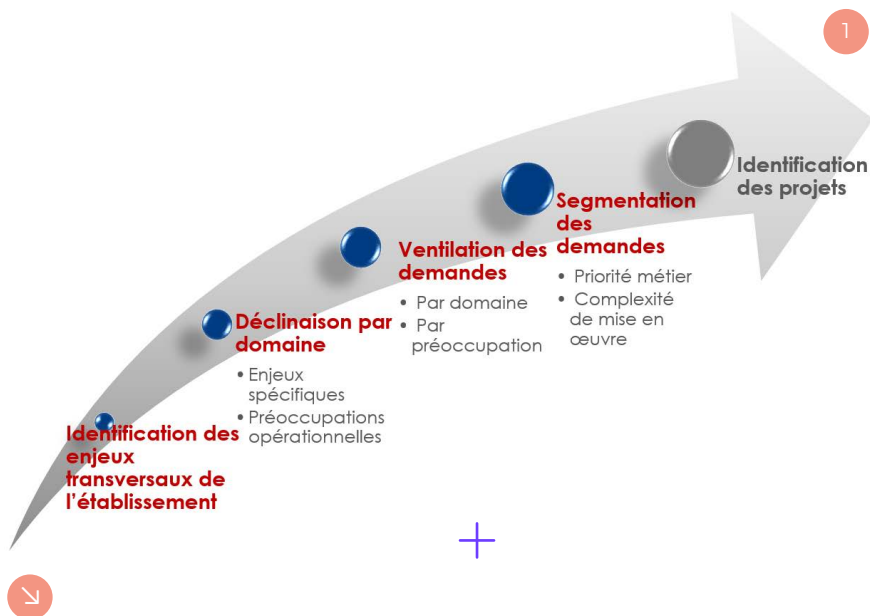 1
Identification
des projets
Segmentation
des
demandes
• Priorité métier
• Complexité
de mise en
œuvre
Ventilation des
demandes
• Par domaine
• Par
préoccupation
Déclinaison par
domaine
• Enjeux
spécifiques
• Préoccupations
opérationnelles
Identification des
enjeux
transversaux de
l'établissement